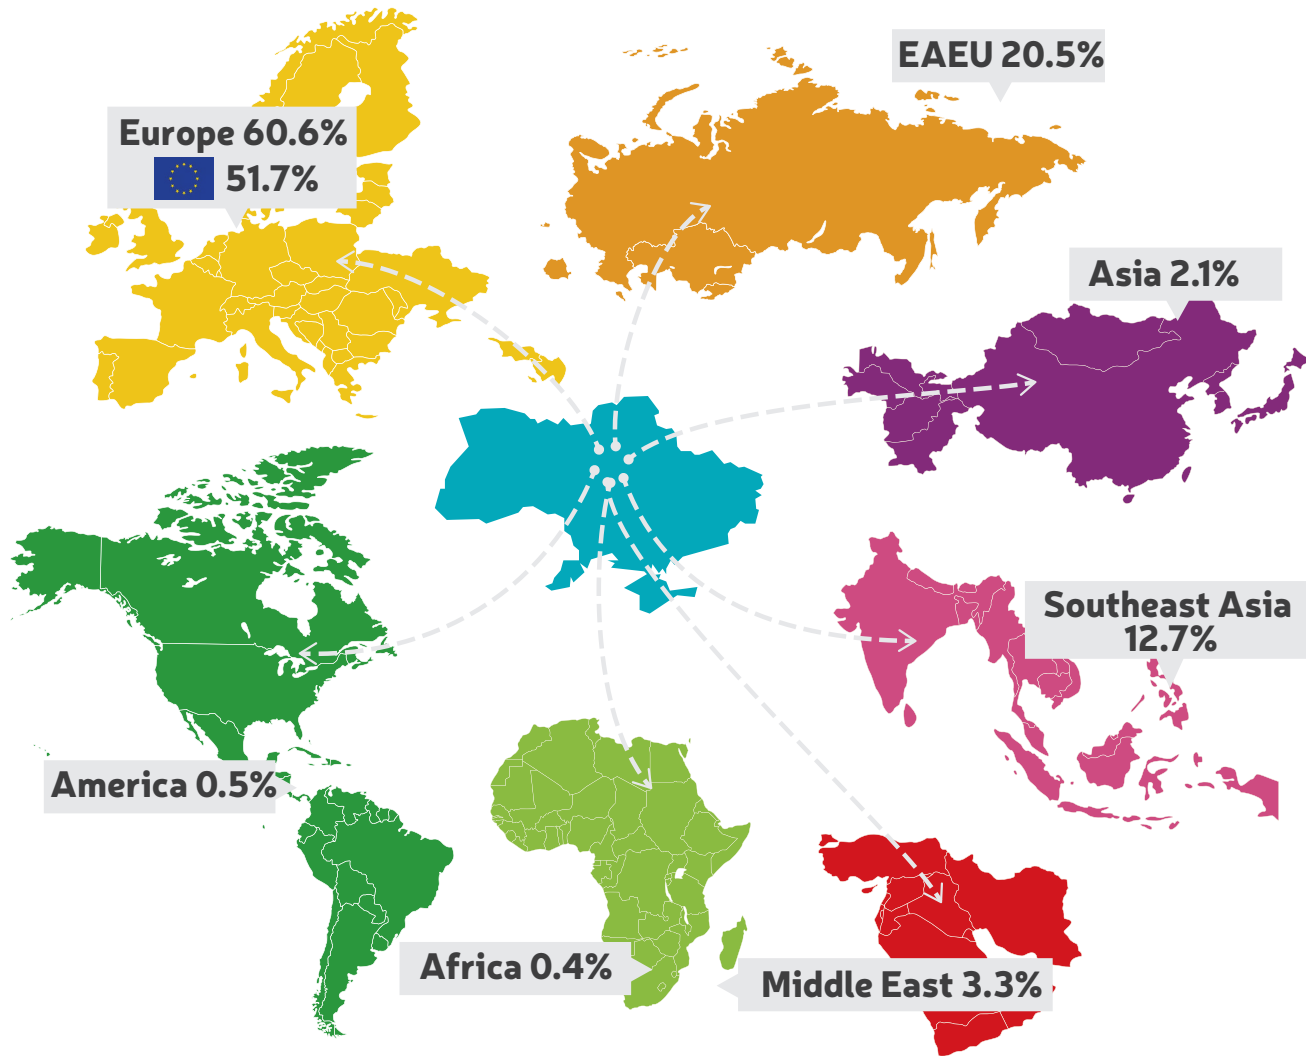 EAEU 20.5%
Europe 60.6%
51.7%
Asia 2.1%
Southeast Asia
12.7%
America 0.5%
Africa 0.4%
Middle East 3.3%